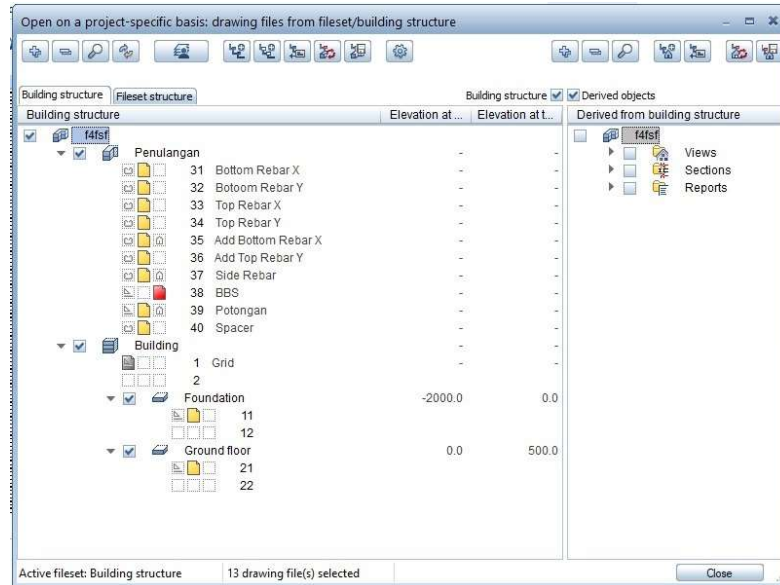 Open on a project-specific basis: drawing files from fileset/building structure
Building structure Fileset structure Building structure Derived objects
Building structure Elevation at ... Elevation at t... Derived from building structure
f4fsf f4fsf
Penulangan - - Views
31 Bottom Rebar X - - Sections
32 Botoom Rebar Y - - Reports
33 Top Rebar X - -
34 Top Rebar Y - -
35 Add Bottom Rebar X - -
36 Add Top Rebar Y - -
37 Side Rebar - -
38 BBS - -
39 Potongan - -
40 Spacer - -
Building - -
1 Grid - -
2
Foundation -2000.0 0.0
11
12
Ground floor 0.0 500.0
21
22
Active fileset: Building structure 13 drawing file(s) selected Close